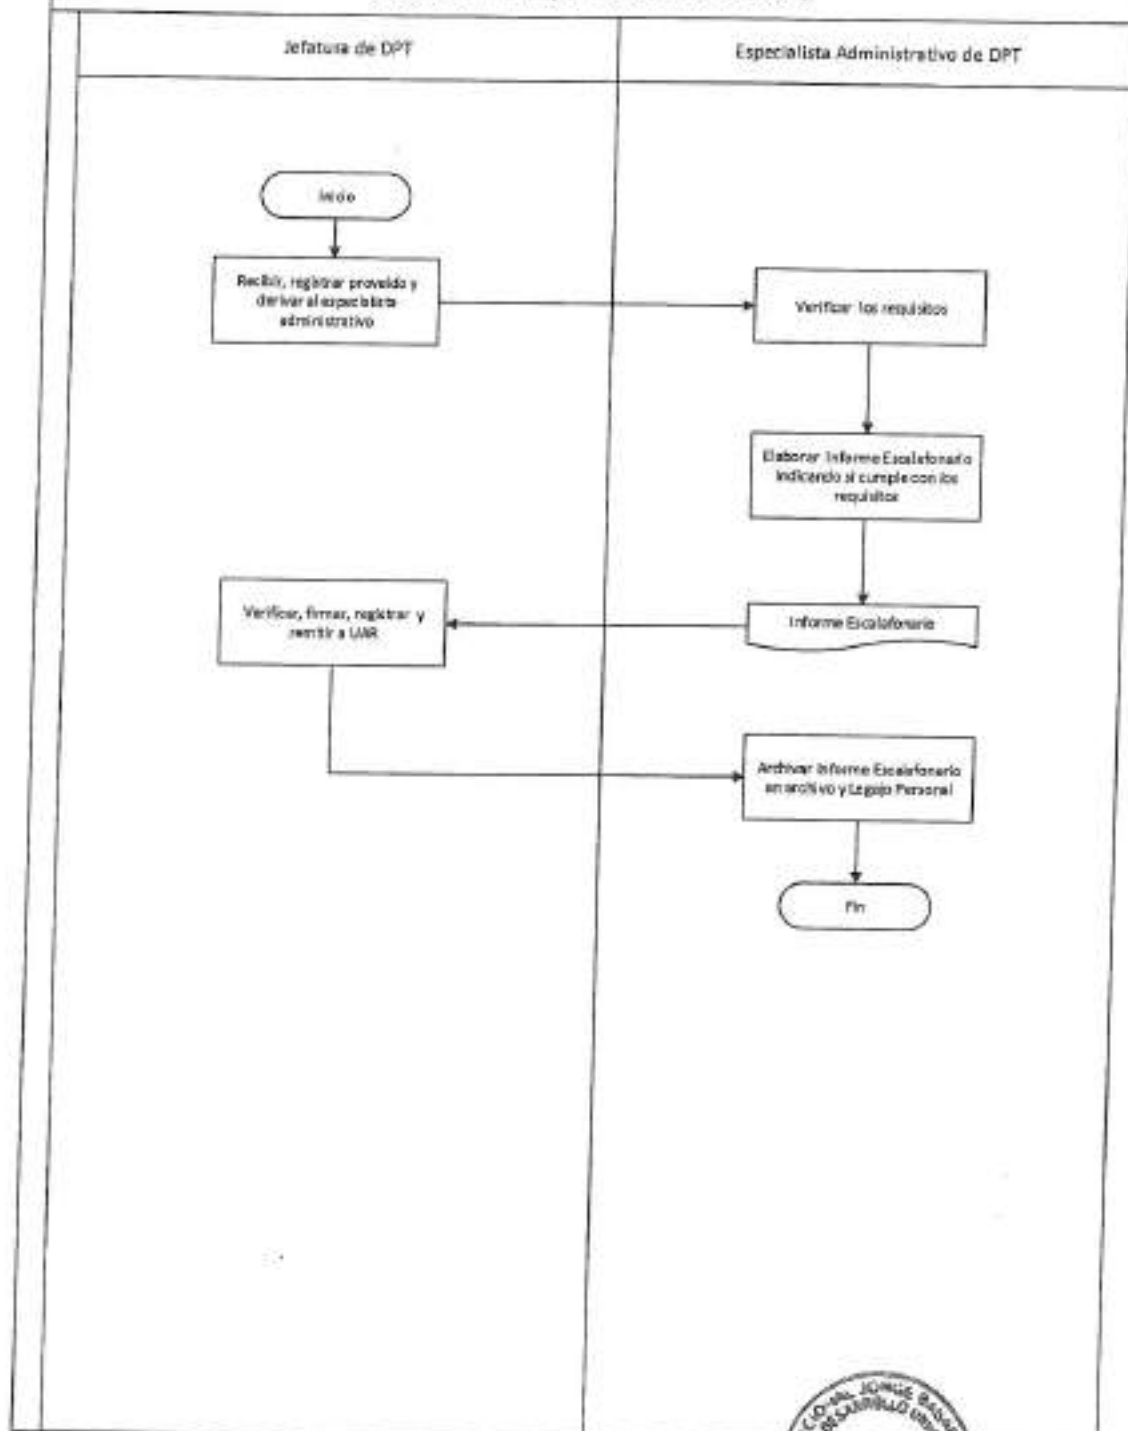 Jefatura de DPT
Especialista Administrativo de DPT
Inicio
Recibir, registrar proveído y
derivar al especialista
administrativo
Verificar los requisitos
Elaborar Informe Escalafonario
indicando si cumple con los
requisitos
Verificar, firmar, registrar y
remitir a UAR
Informe Escalafonario
Archivar Informe Escalafonario
en archivo y Legajo Personal
Fin
JORGE
DESARROLLO